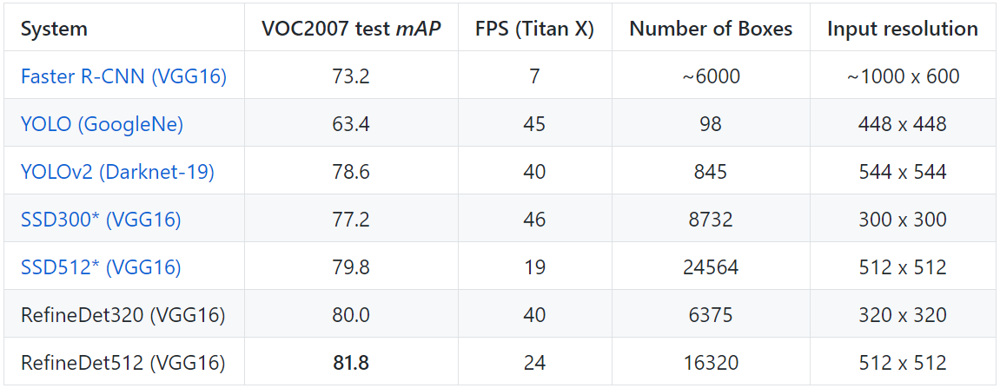 System VOC2007 test mAP FPS (Titan X) Number of Boxes Input resolution
Faster R-CNN (VGG16) 73.2 7 ~6000 ~1000 x 600
YOLO (GoogleNe) 63.4 45 98 448 x 448
YOLOv2 (Darknet-19) 78.6 40 845 544 x 544
SSD300* (VGG16) 77.2 46 8732 300 x 300
SSD512* (VGG16) 79.8 19 24564 512 x 512
RefineDet320 (VGG16) 80.0 40 6375 320 x 320
RefineDet512 (VGG16) 81.8 24 16320 512 x 512